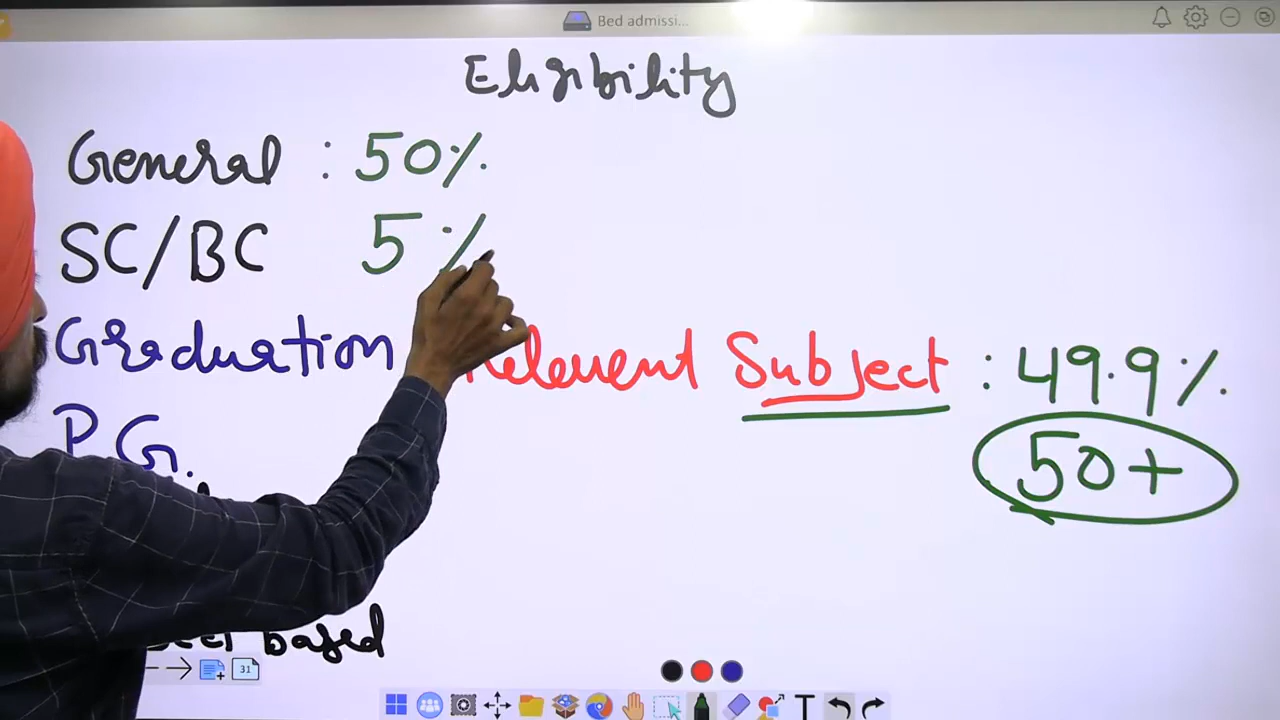 Bed admissi...
Eligibility
General : 50%
SC/BC 5%
Graduation Relevent Subject : 49.9%
50+
P.G.
based
31
T